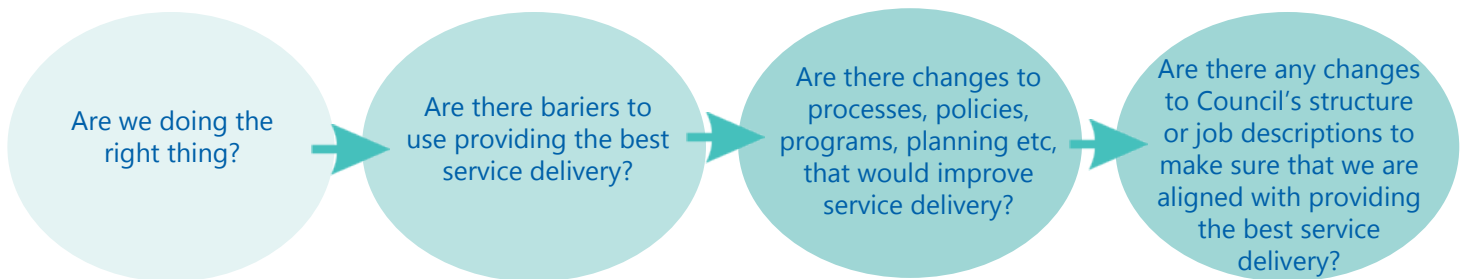 Are we doing the
right thing?
Are there bariers to
use providing the best
service delivery?
Are there changes to
processes, policies,
programs, planning etc,
that would improve
service delivery?
Are there any changes
to Council’s structure
or job descriptions to
make sure that we are
aligned with providing
the best service
delivery?